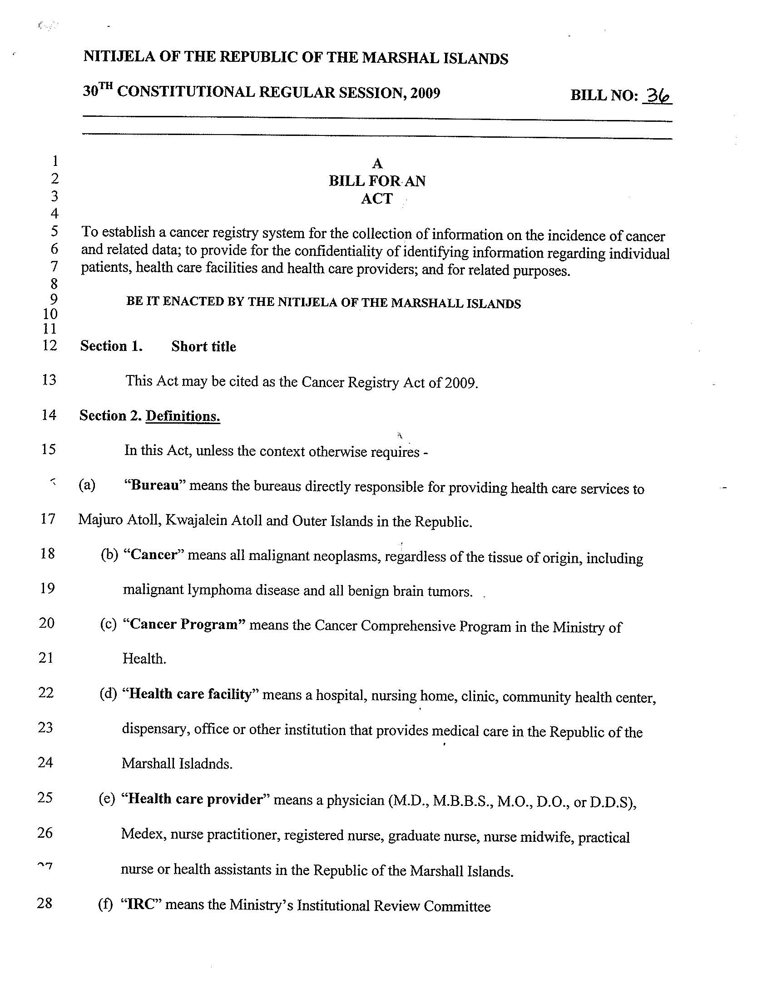 NITIJELA OF THE REPUBLIC OF THE MARSHAL ISLANDS
30TH CONSTITUTIONAL REGULAR SESSION, 2009 BILL NO: 36
1 A
2 BILL FOR AN
3 ACT
4
5 To establish a cancer registry system for the collection of information on the incidence of cancer
6 and related data; to provide for the confidentiality of identifying information regarding individual
7 patients, health care facilities and health care providers; and for related purposes.
8
9 BE IT ENACTED BY THE NITIJELA OF THE MARSHALL ISLANDS
10
11
12 Section 1. Short title
13 This Act may be cited as the Cancer Registry Act of 2009.
14 Section 2. Definitions.
15 In this Act, unless the context otherwise requires -
(a) “Bureau” means the bureaus directly responsible for providing health care services to
17 Majuro Atoll, Kwajalein Atoll and Outer Islands in the Republic.
18 (b) “Cancer” means all malignant neoplasms, regardless of the tissue of origin, including
19 malignant lymphoma disease and all benign brain tumors.
20 (c) “Cancer Program” means the Cancer Comprehensive Program in the Ministry of
21 Health.
22 (d) “Health care facility” means a hospital, nursing home, clinic, community health center,
23 dispensary, office or other institution that provides medical care in the Republic of the
24 Marshall Isladnds.
25 (e) “Health care provider” means a physician (M.D., M.B.B.S., M.O., D.O., or D.D.S),
26 Medex, nurse practitioner, registered nurse, graduate nurse, nurse midwife, practical
nurse or health assistants in the Republic of the Marshall Islands.
28 (f) “IRC” means the Ministry’s Institutional Review Committee